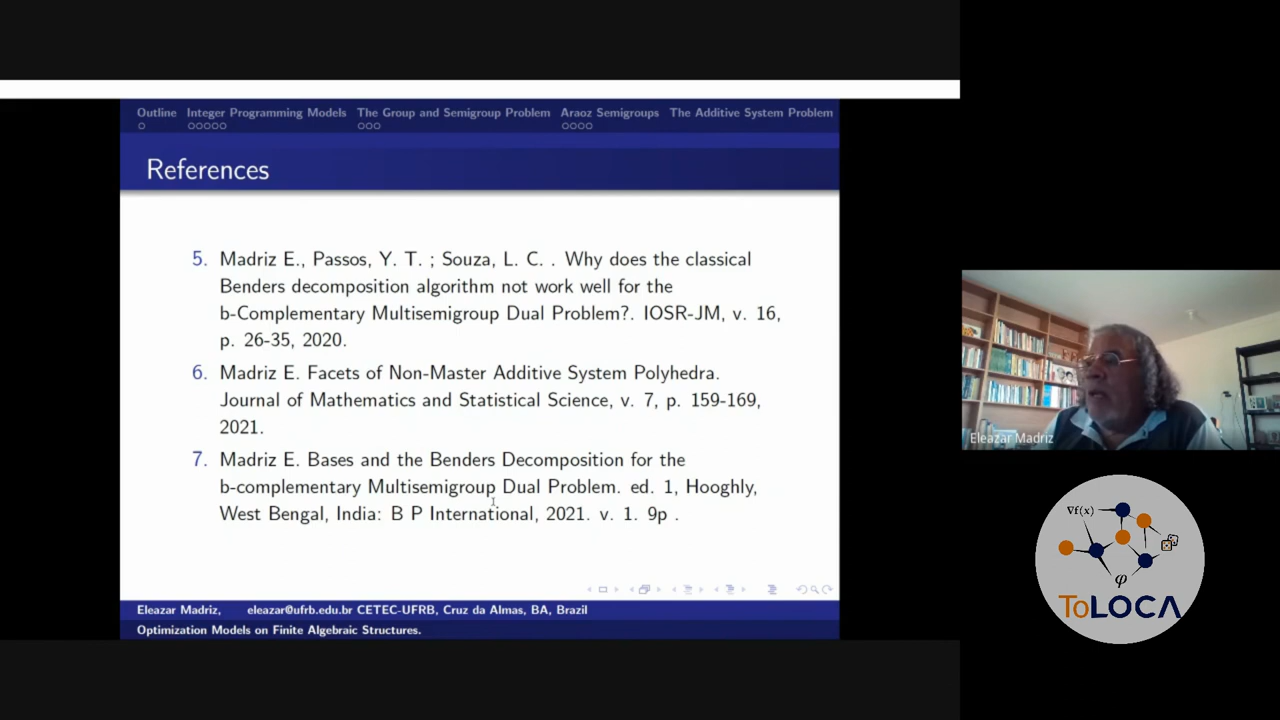 Outline Integer Programming Models The Group and Semigroup Problem Araoz Semigroups The Additive System Problem
References
5. Madriz E., Passos, Y. T. ; Souza, L. C. . Why does the classical
Benders decomposition algorithm not work well for the
b-Complementary Multisemigroup Dual Problem?. IOSR-JM, v. 16,
p. 26-35, 2020.
6. Madriz E. Facets of Non-Master Additive System Polyhedra.
Journal of Mathematics and Statistical Science, v. 7, p. 159-169,
2021.
7. Madriz E. Bases and the Benders Decomposition for the
b-complementary Multisemigroup Dual Problem. ed. 1, Hooghly,
West Bengal, India: B P International, 2021. v. 1. 9p .
Eleazar Madriz, eleazar@ufrb.edu.br CETEC-UFRB, Cruz da Almas, BA, Brazil
Optimization Models on Finite Algebraic Structures.
Eleazar Madriz
∇f(x)
φ
ToLOCA